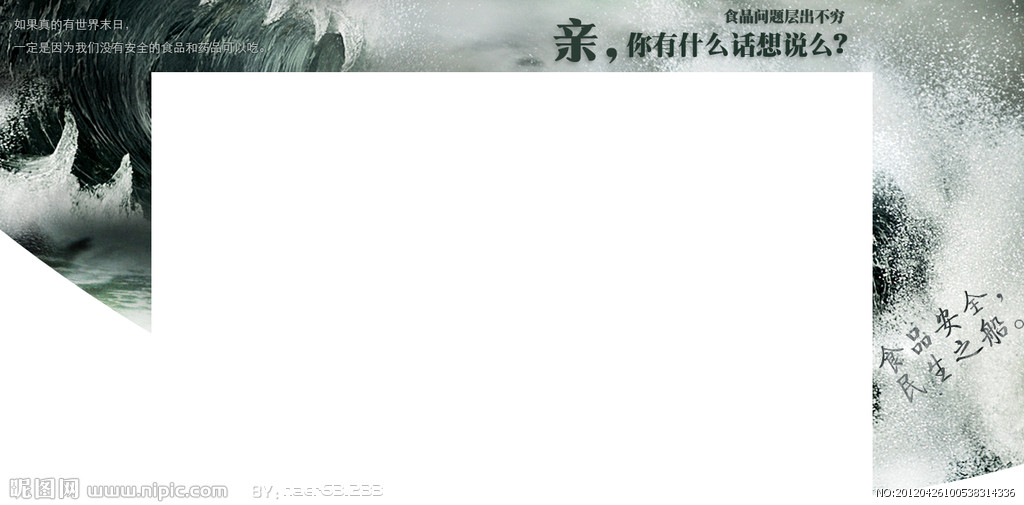 如果真的有世界末日，
一定是因为我们没有安全的食品和药品可以吃。
食品问题层出不穷
亲，你有什么话想说么？
食品安全，
民生之船。
昵图网 www.nipic.com
NO:20120426100538314336